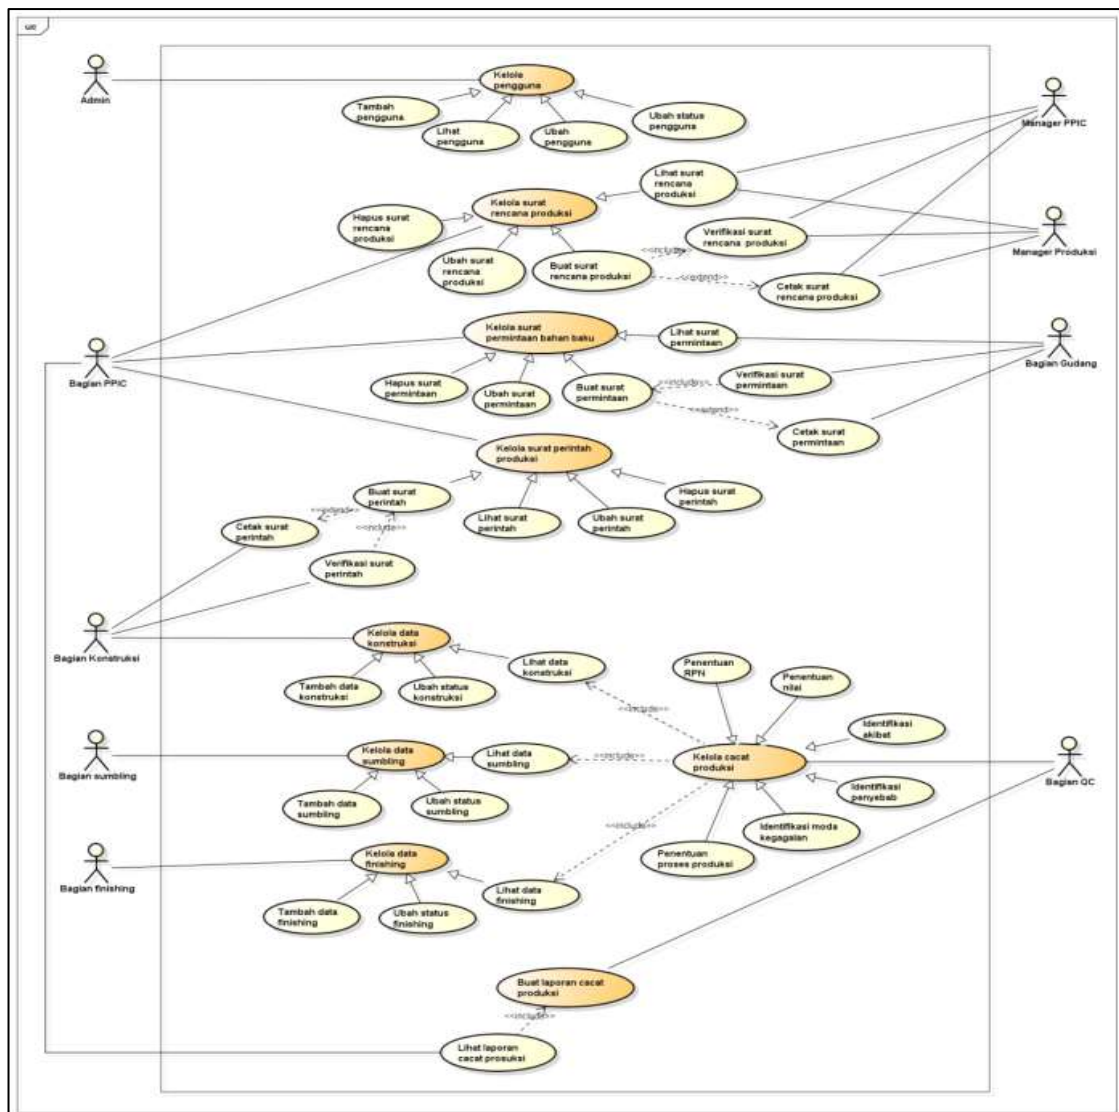 uc
Admin
Kelola
pengguna
Tambah
pengguna
Lihat
pengguna
Ubah
pengguna
Ubah status
pengguna
Manager PPIC
Lihat surat
rencana
produksi
Kelola surat
rencana produksi
Hapus surat
rencana
produksi
Ubah surat
rencana
produksi
Buat surat
rencana produksi
<<include>>
Verifikasi surat
rencana produksi
<<extend>>
Cetak surat
rencana produksi
Manager Produksi
Bagian PPIC
Kelola surat
permintaan bahan baku
Lihat surat
permintaan
Hapus surat
permintaan
Ubah surat
permintaan
Buat surat
permintaan
<<include>>
Verifikasi surat
permintaan
<<extend>>
Cetak surat
permintaan
Bagian Gudang
Kelola surat perintah
produksi
Buat surat
perintah
Lihat surat
perintah
Ubah surat
perintah
Hapus surat
perintah
<<extend>>
Cetak surat
perintah
<<include>>
Verifikasi surat
perintah
Bagian Konstruksi
Kelola data
konstruksi
Tambah data
konstruksi
Ubah status
konstruksi
Lihat data
konstruksi
<<include>>
Penentuan
RPN
Penentuan
nilai
Identifikasi
akibat
Bagian sumbling
Kelola data
sumbling
Lihat data
sumbling
<<include>>
Kelola cacat
produksi
Bagian QC
Tambah data
sumbling
Ubah status
sumbling
Identifikasi
penyebab
Identifikasi moda
kegagalan
Penentuan
proses produksi
<<include>>
Bagian finishing
Kelola data
finishing
Tambah data
finishing
Ubah status
finishing
Lihat data
finishing
Buat laporan cacat
produksi
<<include>>
Lihat laporan
cacat prosuksi